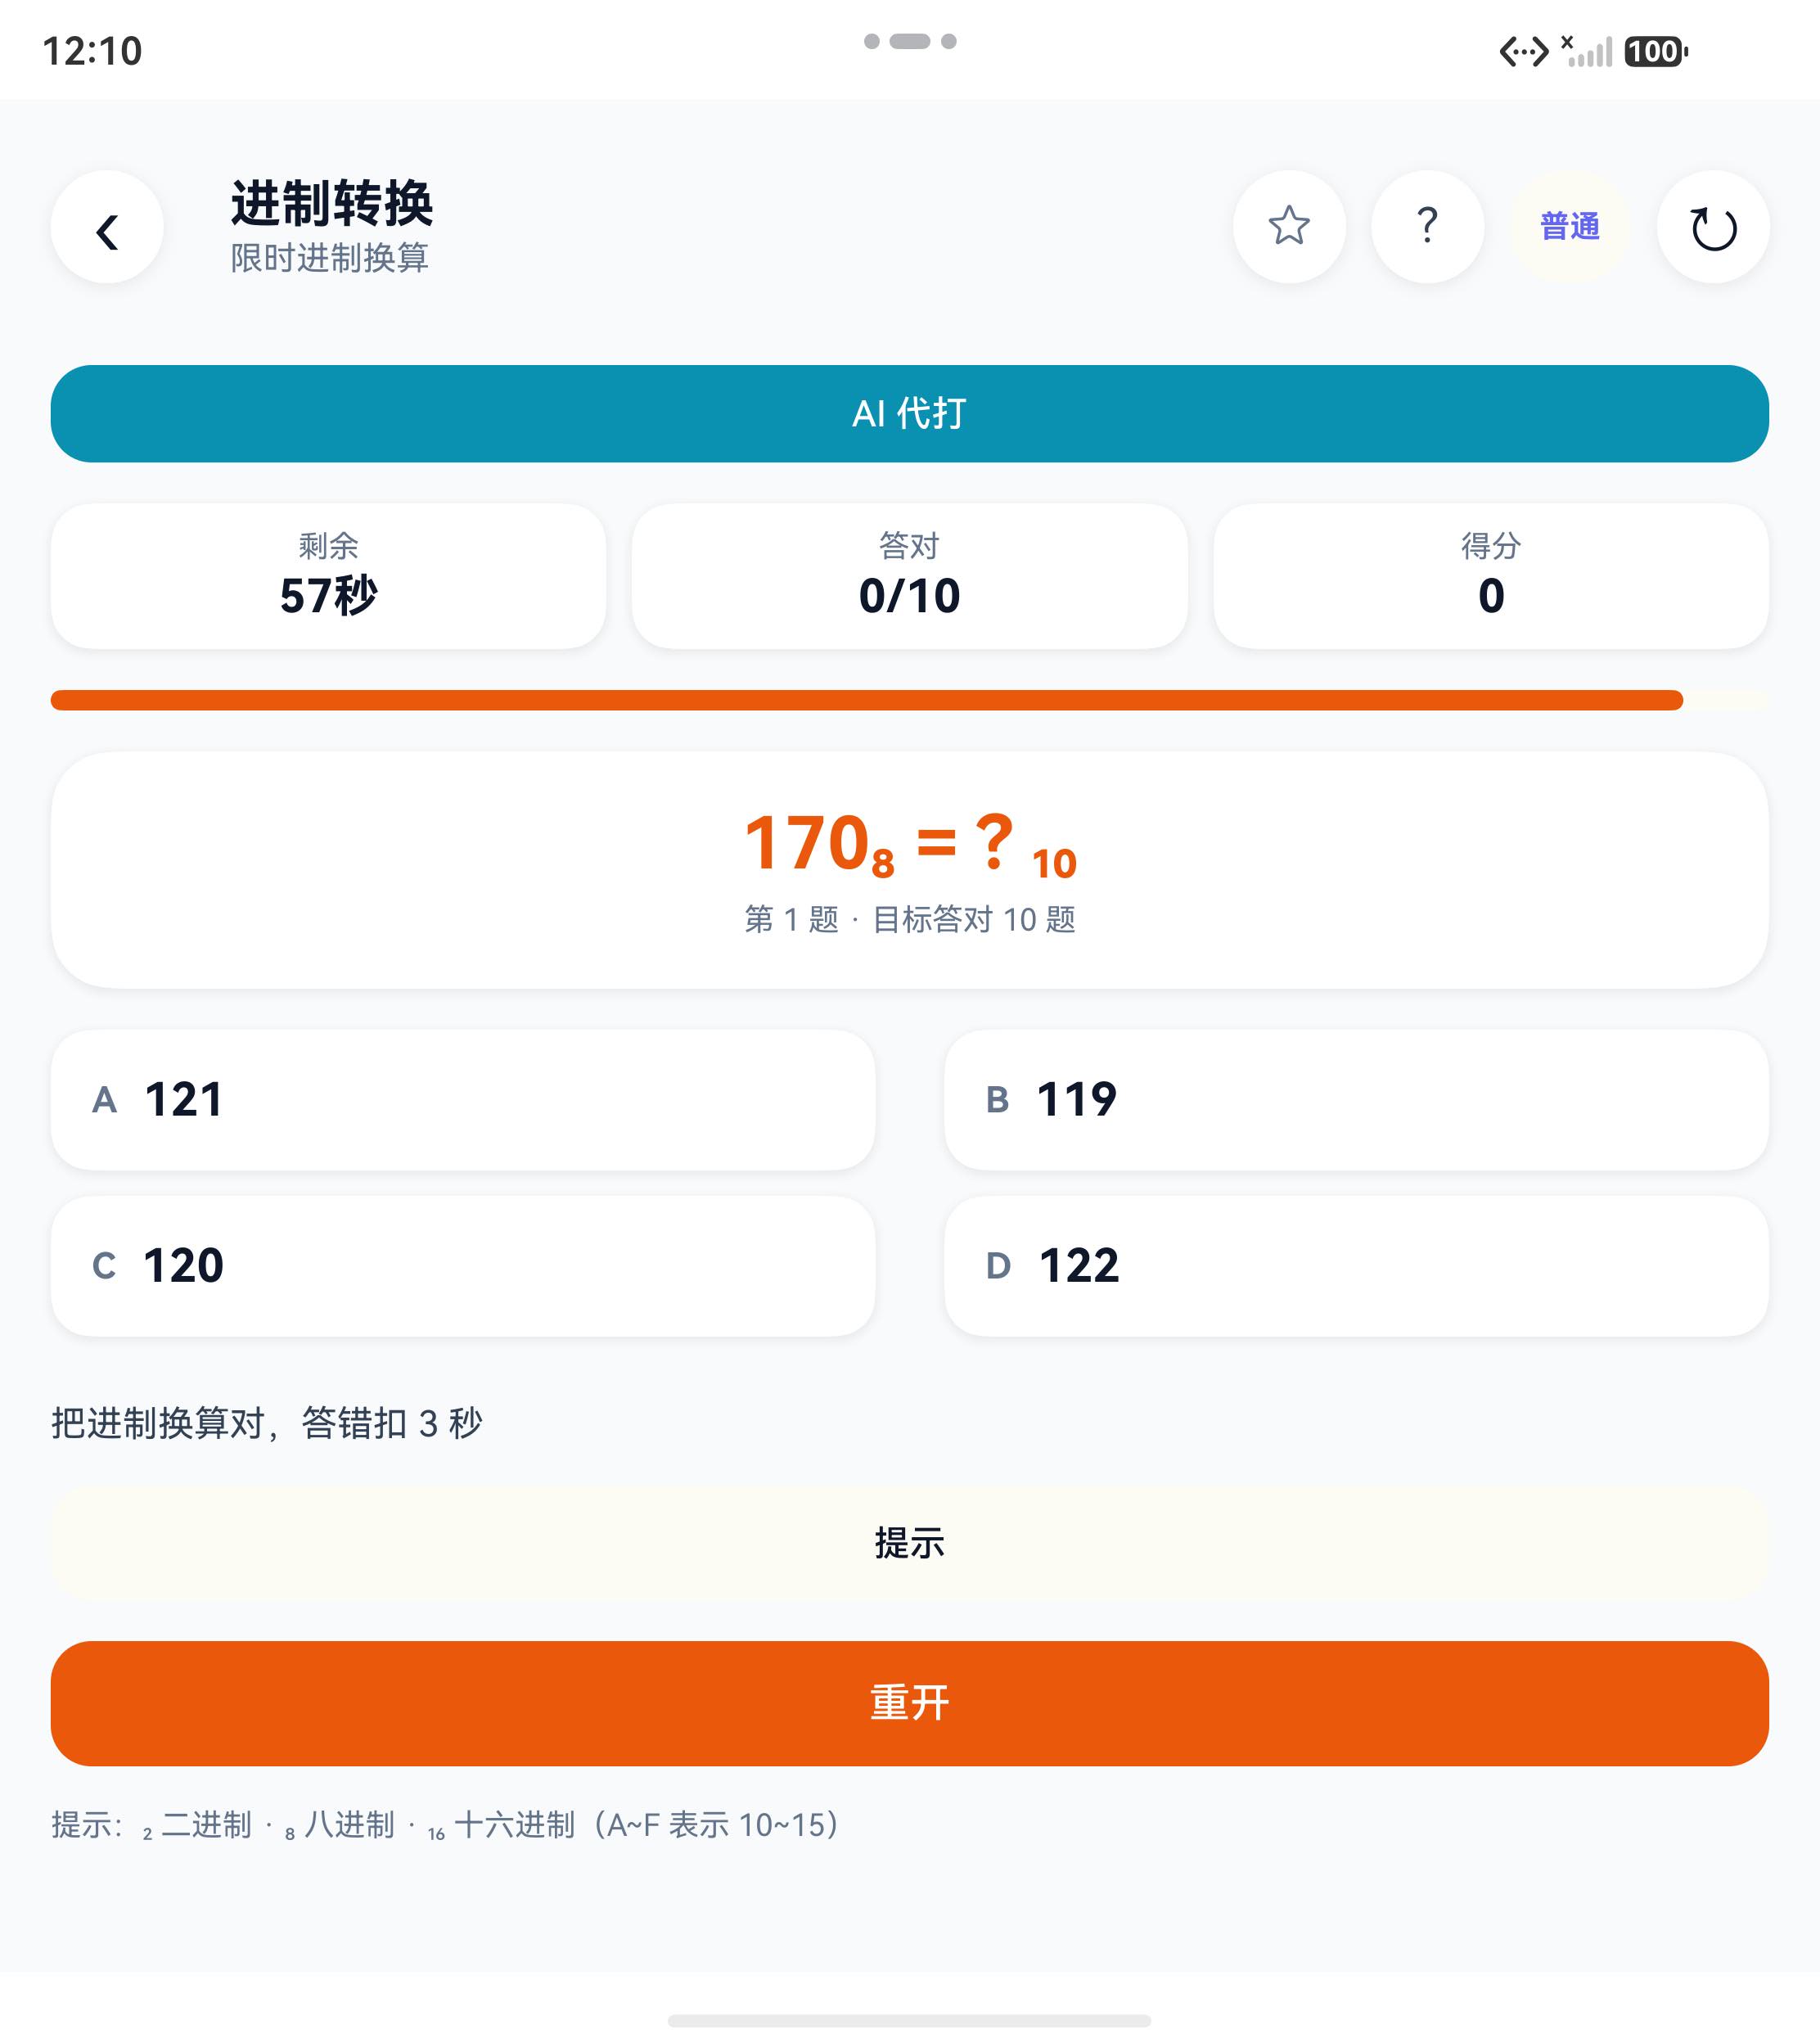 12:10
100
进制转换
限时进制换算
?
普通
AI 代打
剩余
57秒
答对
0/10
得分
0
170₈ = ? ₁₀
第 1 题 · 目标答对 10 题
A 121
B 119
C 120
D 122
把进制换算对，答错扣 3 秒
提示
重开
提示：₂ 二进制 · ₈ 八进制 · ₁₆ 十六进制（A~F 表示 10~15）